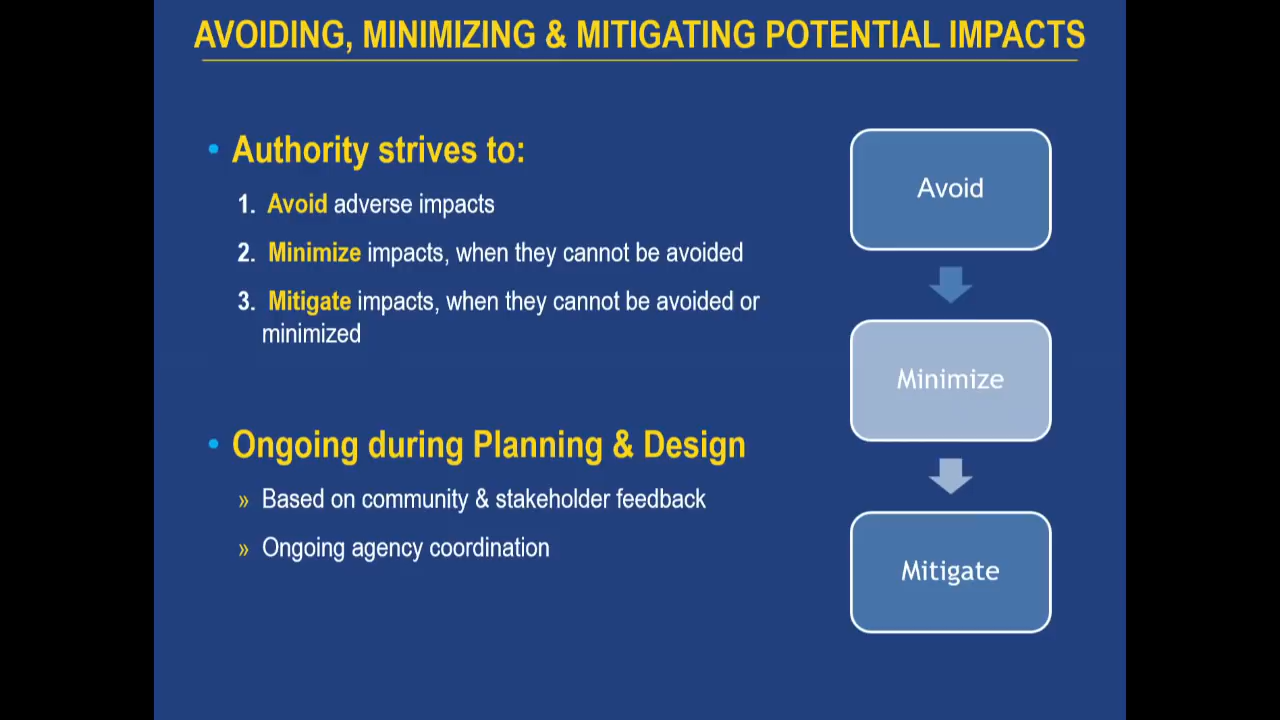 AVOIDING, MINIMIZING & MITIGATING POTENTIAL IMPACTS
• Authority strives to:
1. Avoid adverse impacts
2. Minimize impacts, when they cannot be avoided
3. Mitigate impacts, when they cannot be avoided or
minimized
• Ongoing during Planning & Design
» Based on community & stakeholder feedback
» Ongoing agency coordination
Avoid
Minimize
Mitigate